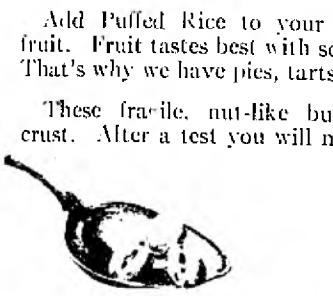 Add Puffed Rice to your
fruit. Fruit tastes best with
That's why we have pies, tarts
These fragile, nut-like
crust. After a test you will